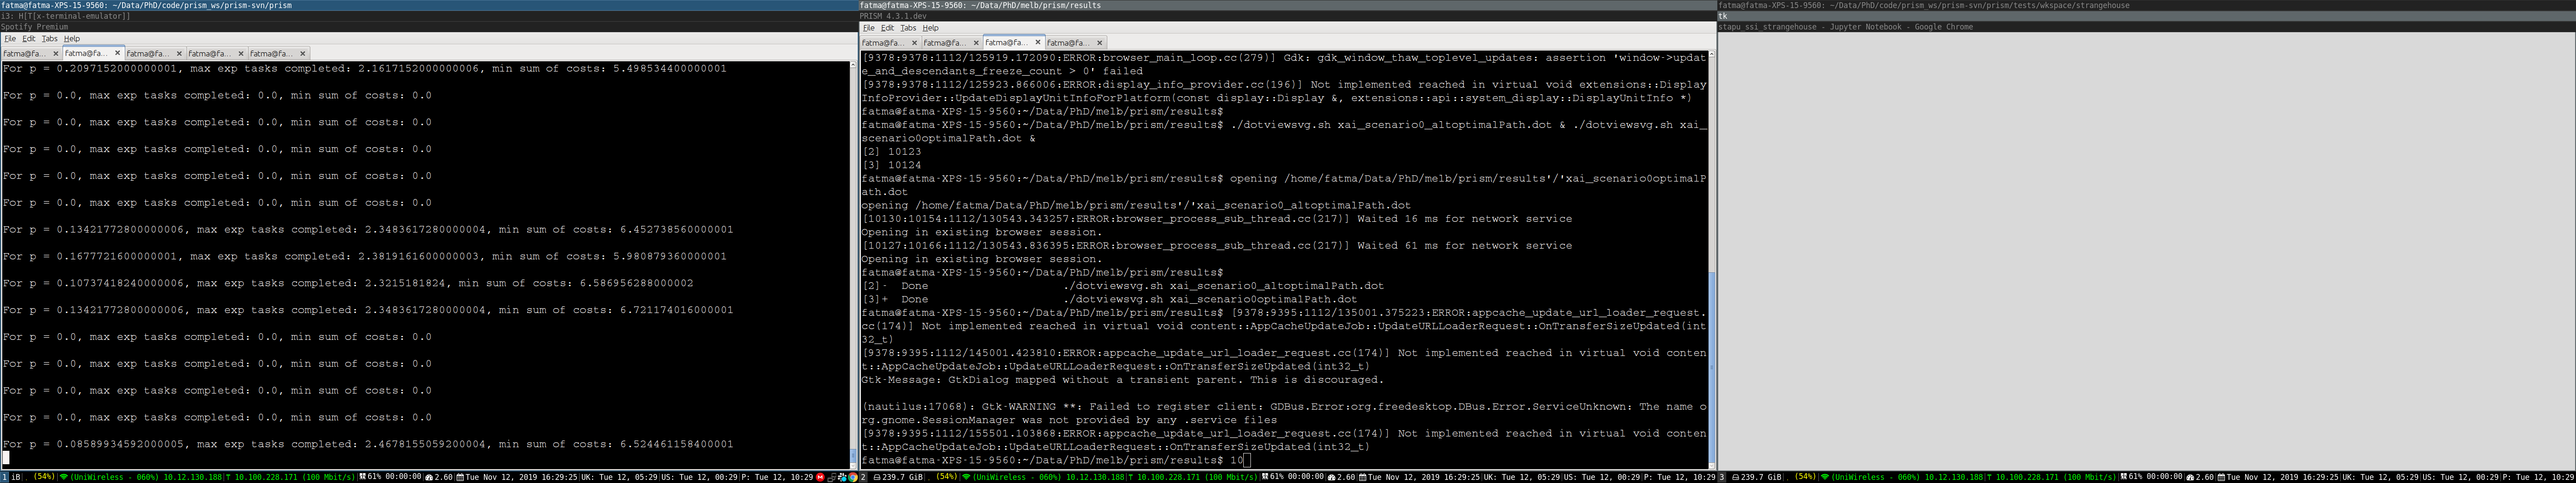 fatma@fatma-XPS-15-9560: ~/Data/PhD/code/prism_ws/prism-svn/prism
i3: H[T[x-terminal-emulator]]
Spotify Premium
File Edit Tabs Help
fatma@fa... × fatma@fa... × fatma@fa... × fatma@fa... × fatma@fa... ×
For p = 0.2097152000000001, max exp tasks completed: 2.1617152000000006, min sum of costs: 5.498534400000001
For p = 0.0, max exp tasks completed: 0.0, min sum of costs: 0.0
For p = 0.0, max exp tasks completed: 0.0, min sum of costs: 0.0
For p = 0.0, max exp tasks completed: 0.0, min sum of costs: 0.0
For p = 0.0, max exp tasks completed: 0.0, min sum of costs: 0.0
For p = 0.0, max exp tasks completed: 0.0, min sum of costs: 0.0
For p = 0.13421772800000006, max exp tasks completed: 2.3483617280000004, min sum of costs: 6.452738560000001
For p = 0.1677721600000001, max exp tasks completed: 2.3819161600000003, min sum of costs: 5.980879360000001
For p = 0.10737418240000006, max exp tasks completed: 2.3215181824, min sum of costs: 6.586956288000002
For p = 0.13421772800000006, max exp tasks completed: 2.3483617280000004, min sum of costs: 6.721174016000001
For p = 0.0, max exp tasks completed: 0.0, min sum of costs: 0.0
For p = 0.0, max exp tasks completed: 0.0, min sum of costs: 0.0
For p = 0.0, max exp tasks completed: 0.0, min sum of costs: 0.0
For p = 0.0, max exp tasks completed: 0.0, min sum of costs: 0.0
For p = 0.08589934592000005, max exp tasks completed: 2.4678155059200004, min sum of costs: 6.524461158400001
1 iB| (54%) (UniWireless - 060%) 10.12.130.188|T 10.100.228.171 (100 Mbit/s)|61% 00:00:00|2.60|Tue Nov 12, 2019 16:29:25|UK: Tue 12, 05:29|US: Tue 12, 00:29|P: Tue 12, 10:29
fatma@fatma-XPS-15-9560: ~/Data/PhD/melb/prism/results
PRISM 4.3.1.dev
File Edit Tabs Help
fatma@fa... × fatma@fa... × fatma@fa... × fatma@fa... ×
[9378:9378:1112/125919.172090:ERROR:browser_main_loop.cc(279)] Gdk: gdk_window_thaw_toplevel_updates: assertion 'window->updat
e_and_descendants_freeze_count > 0' failed
[9378:9378:1112/125923.866006:ERROR:display_info_provider.cc(196)] Not implemented reached in virtual void extensions::Display
InfoProvider::UpdateDisplayUnitInfoForPlatform(const display::Display &, extensions::api::system_display::DisplayUnitInfo *)
fatma@fatma-XPS-15-9560:~/Data/PhD/melb/prism/results$
fatma@fatma-XPS-15-9560:~/Data/PhD/melb/prism/results$ ./dotviewsvg.sh xai_scenario0_altoptimalPath.dot & ./dotviewsvg.sh xai_
scenario0optimalPath.dot &
[2] 10123
[3] 10124
fatma@fatma-XPS-15-9560:~/Data/PhD/melb/prism/results$ opening /home/fatma/Data/PhD/melb/prism/results'/'xai_scenario0optimalP
ath.dot
opening /home/fatma/Data/PhD/melb/prism/results'/'xai_scenario0_altoptimalPath.dot
[10130:10154:1112/130543.343257:ERROR:browser_process_sub_thread.cc(217)] Waited 16 ms for network service
Opening in existing browser session.
[10127:10166:1112/130543.836395:ERROR:browser_process_sub_thread.cc(217)] Waited 61 ms for network service
Opening in existing browser session.
fatma@fatma-XPS-15-9560:~/Data/PhD/melb/prism/results$
[2]- Done ./dotviewsvg.sh xai_scenario0_altoptimalPath.dot
[3]+ Done ./dotviewsvg.sh xai_scenario0optimalPath.dot
fatma@fatma-XPS-15-9560:~/Data/PhD/melb/prism/results$ [9378:9395:1112/135001.375223:ERROR:appcache_update_url_loader_request.
cc(174)] Not implemented reached in virtual void content::AppCacheUpdateJob::UpdateURLLoaderRequest::OnTransferSizeUpdated(int
32_t)
[9378:9395:1112/145001.423810:ERROR:appcache_update_url_loader_request.cc(174)] Not implemented reached in virtual void conten
t::AppCacheUpdateJob::UpdateURLLoaderRequest::OnTransferSizeUpdated(int32_t)
Gtk-Message: GtkDialog mapped without a transient parent. This is discouraged.
(nautilus:17068): Gtk-WARNING **: Failed to register client: GDBus.Error:org.freedesktop.DBus.Error.ServiceUnknown: The name o
rg.gnome.SessionManager was not provided by any .service files
[9378:9395:1112/155501.103868:ERROR:appcache_update_url_loader_request.cc(174)] Not implemented reached in virtual void conten
t::AppCacheUpdateJob::UpdateURLLoaderRequest::OnTransferSizeUpdated(int32_t)
fatma@fatma-XPS-15-9560:~/Data/PhD/melb/prism/results$ 10
2 239.7 GiB| (54%) (UniWireless - 060%) 10.12.130.188|T 10.100.228.171 (100 Mbit/s)|61% 00:00:00|2.60|Tue Nov 12, 2019 16:29:25|UK: Tue 12, 05:29|US: Tue 12, 00:29|P: Tue 12, 10:29
fatma@fatma-XPS-15-9560: ~/Data/PhD/code/prism_ws/prism-svn/prism/tests/wkspace/strangehouse
tk
stapu_ssi_strangehouse - Jupyter Notebook - Google Chrome
3 239.7 GiB| (54%) (UniWireless - 060%) 10.12.130.188|T 10.100.228.171 (100 Mbit/s)|61% 00:00:00|2.60|Tue Nov 12, 2019 16:29:25|UK: Tue 12, 05:29|US: Tue 12, 00:29|P: Tue 12, 10:29